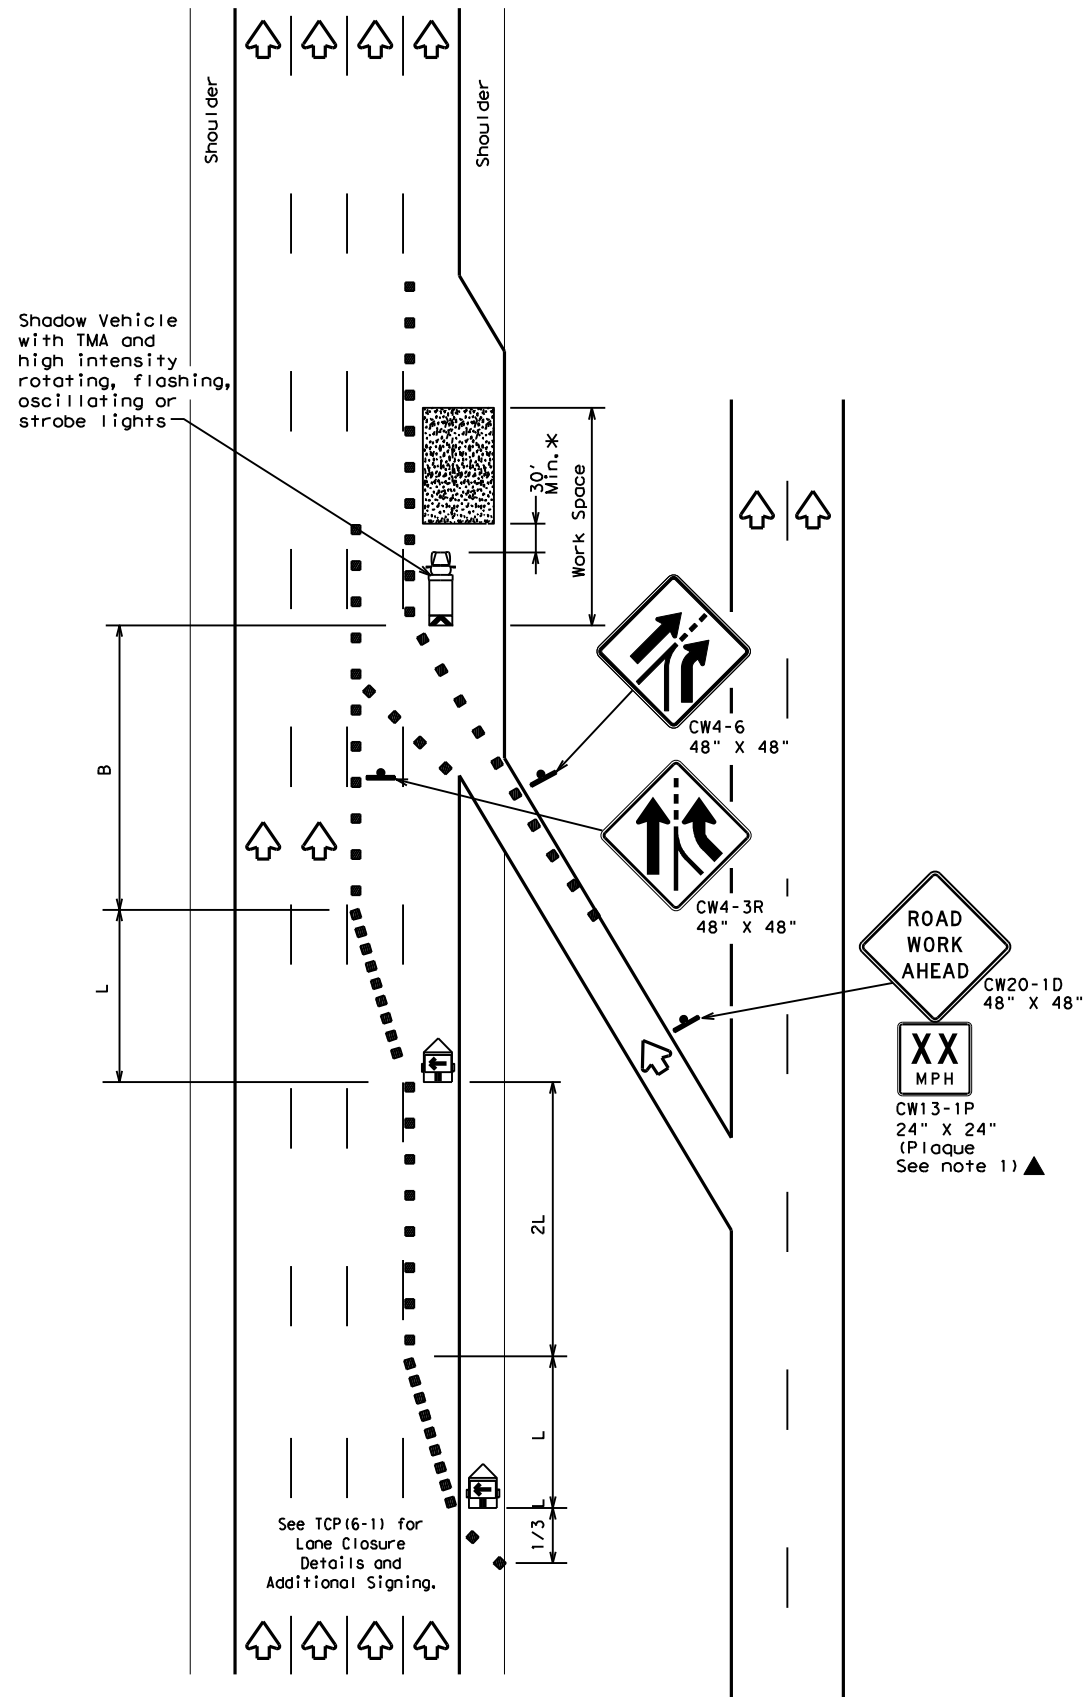 Shoulder
Shoulder
Shadow Vehicle
with TMA and
high intensity
rotating, flashing,
oscillating or
strobe lights
30'
Min.*
Work Space
CW4-6
48" X 48"
B
CW4-3R
48" X 48"
ROAD
WORK
AHEAD
CW20-1D
48" X 48"
XX
MPH
CW13-1P
24" X 24"
(Plaque
See note 1)▲
L
2L
L
1/3 L
See TCP(6-1) for
Lane Closure
Details and
Additional Signing.